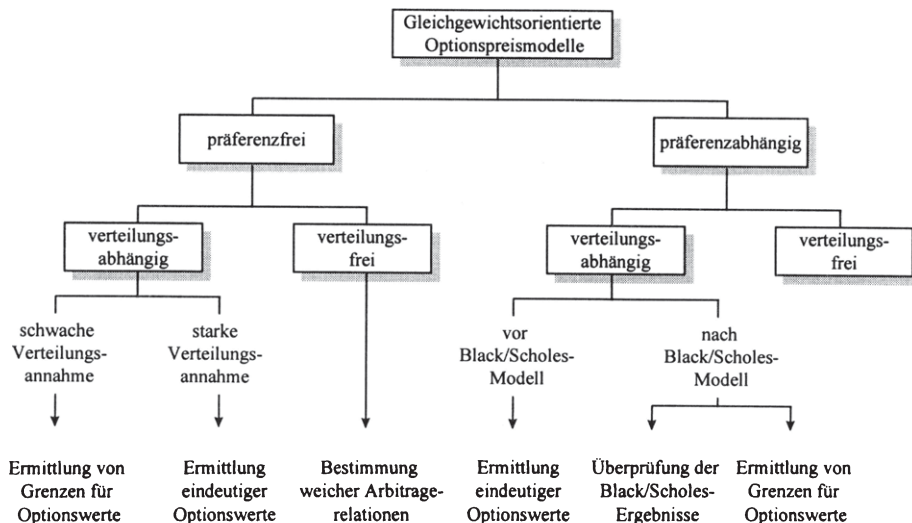 Gleichgewichtsorientierte
Optionspreismodelle
präferenzfrei
präferenzabhängig
verteilungs-
abhängig
verteilungs-
frei
verteilungs-
abhängig
verteilungs-
frei
schwache
Verteilungs-
annahme
starke
Verteilungs-
annahme
vor
Black/Scholes-
Modell
nach
Black/Scholes-
Modell
Ermittlung von
Grenzen für
Optionswerte
Ermittlung
eindeutiger
Optionswerte
Bestimmung
weicher Arbitrage-
relationen
Ermittlung
eindeutiger
Optionswerte
Überprüfung der
Black/Scholes-
Ergebnisse
Ermittlung von
Grenzen für
Optionswerte